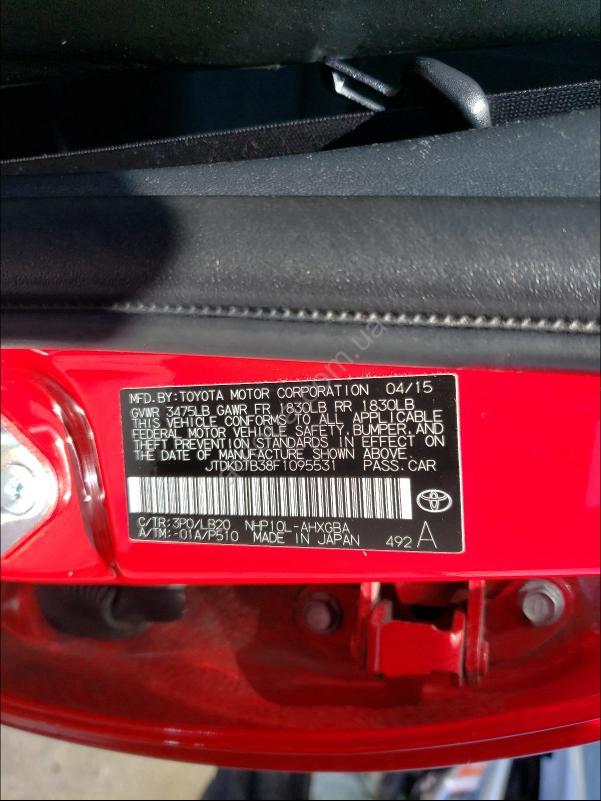 MFD.BY:TOYOTA MOTOR CORPORATION 04/15
GVWR 3475LB GAWR FR 1830LB RR 1830LB
THIS VEHICLE CONFORMS TO ALL APPLICABLE
FEDERAL MOTOR VEHICLE SAFETY, BUMPER, AND
THEFT PREVENTION STANDARDS IN EFFECT ON
THE DATE OF MANUFACTURE SHOWN ABOVE.
JTDKDTB38F1095531 PASS.CAR
C/TR:3P0/LB20 NHP10L-AHXGBA
A/TM:-01A/P510 MADE IN JAPAN 492 A